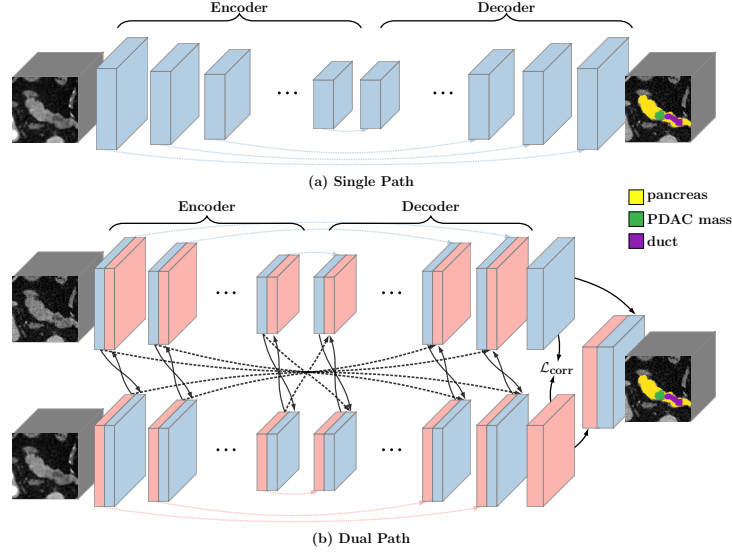 Encoder
Decoder
...
...
(a) Single Path
pancreas
PDAC mass
duct
Encoder
Decoder
...
...
ℒcorr
...
...
(b) Dual Path